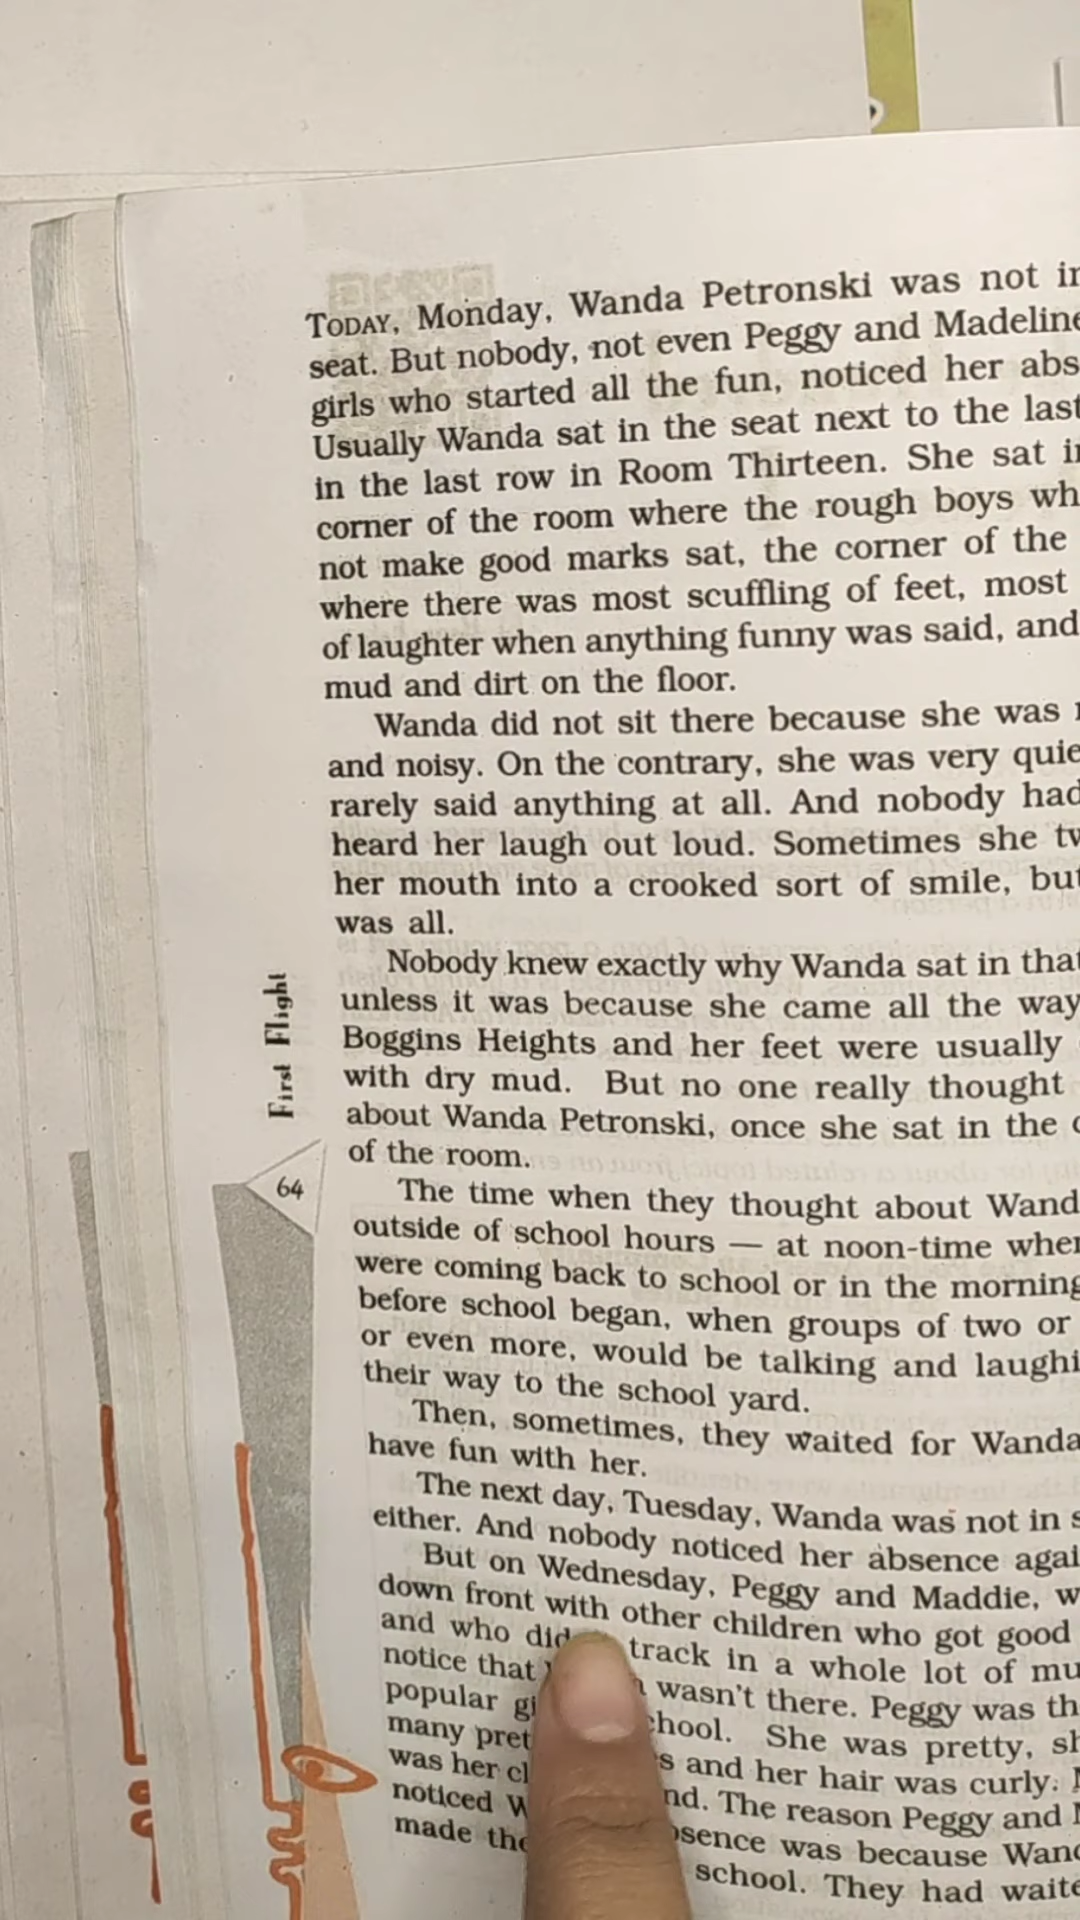 TODAY, Monday, Wanda Petronski was not in
seat. But nobody, not even Peggy and Madeline
girls who started all the fun, noticed her abs
Usually Wanda sat in the seat next to the last
in the last row in Room Thirteen. She sat in
corner of the room where the rough boys wh
not make good marks sat, the corner of the
where there was most scuffling of feet, most
of laughter when anything funny was said, and
mud and dirt on the floor.
Wanda did not sit there because she was
and noisy. On the contrary, she was very quie
rarely said anything at all. And nobody had
heard her laugh out loud. Sometimes she tw
her mouth into a crooked sort of smile, but
was all.
Nobody knew exactly why Wanda sat in that
unless it was because she came all the way
Boggins Heights and her feet were usually
with dry mud. But no one really thought
about Wanda Petronski, once she sat in the c
of the room.
The time when they thought about Wand
outside of school hours — at noon-time when
were coming back to school or in the morning
before school began, when groups of two or
or even more, would be talking and laughi
their way to the school yard.
Then, sometimes, they waited for Wanda
have fun with her.
The next day, Tuesday, Wanda was not in s
either. And nobody noticed her absence agai
But on Wednesday, Peggy and Maddie, w
down front with other children who got good
and who did track in a whole lot of mu
notice that wasn't there. Peggy was th
popular gi chool. She was pretty, sh
many pret s and her hair was curly.
was her cl nd. The reason Peggy and
noticed W bsence was because Wand
made the school. They had waite
First Flight
64